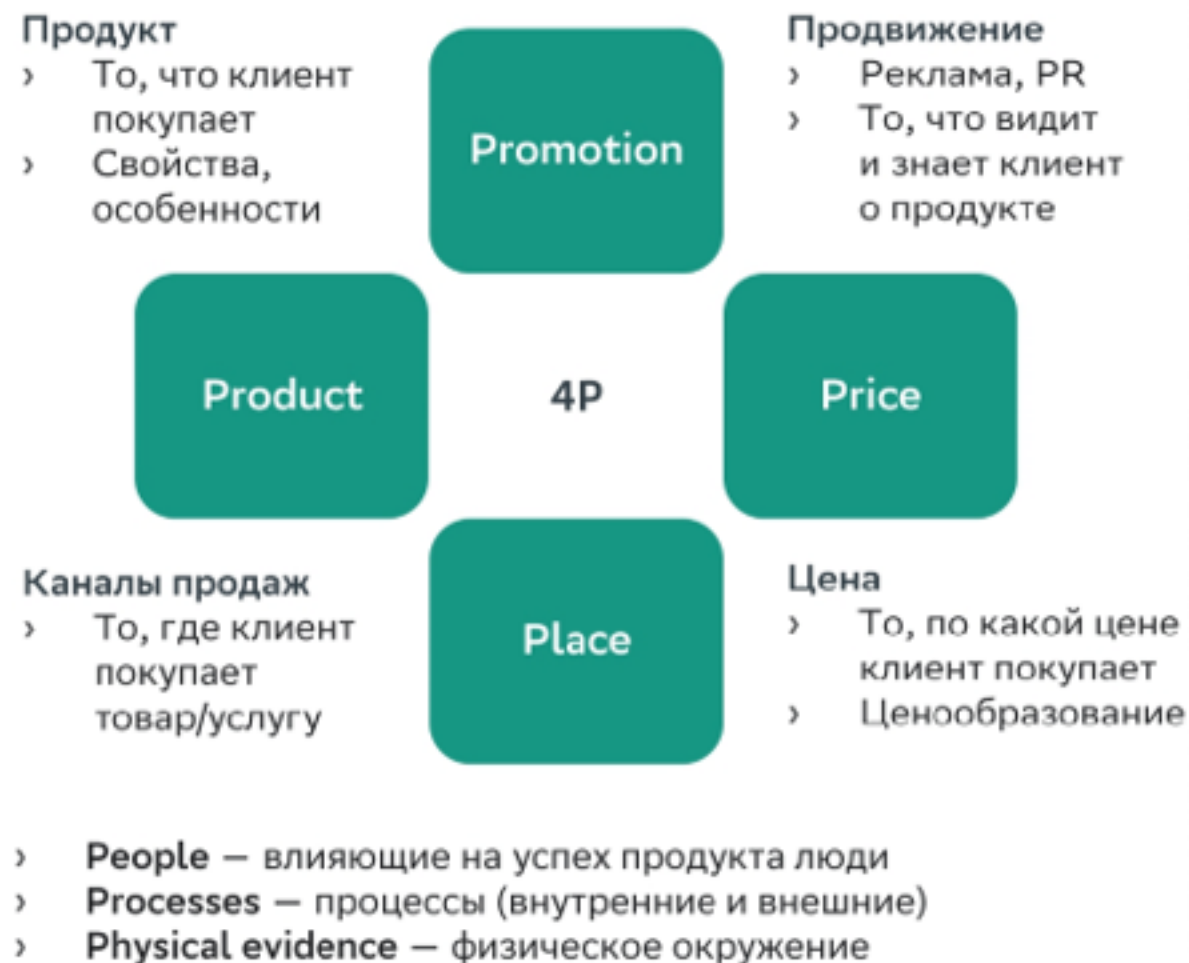 Продукт
› То, что клиент
покупает
› Свойства,
особенности
Promotion
Продвижение
› Реклама, PR
› То, что видит
и знает клиент
о продукте
Product
4P
Price
Каналы продаж
› То, где клиент
покупает
товар/услугу
Place
Цена
› То, по какой цене
клиент покупает
› Ценообразование
› People — влияющие на успех продукта люди
› Processes — процессы (внутренние и внешние)
› Physical evidence — физическое окружение